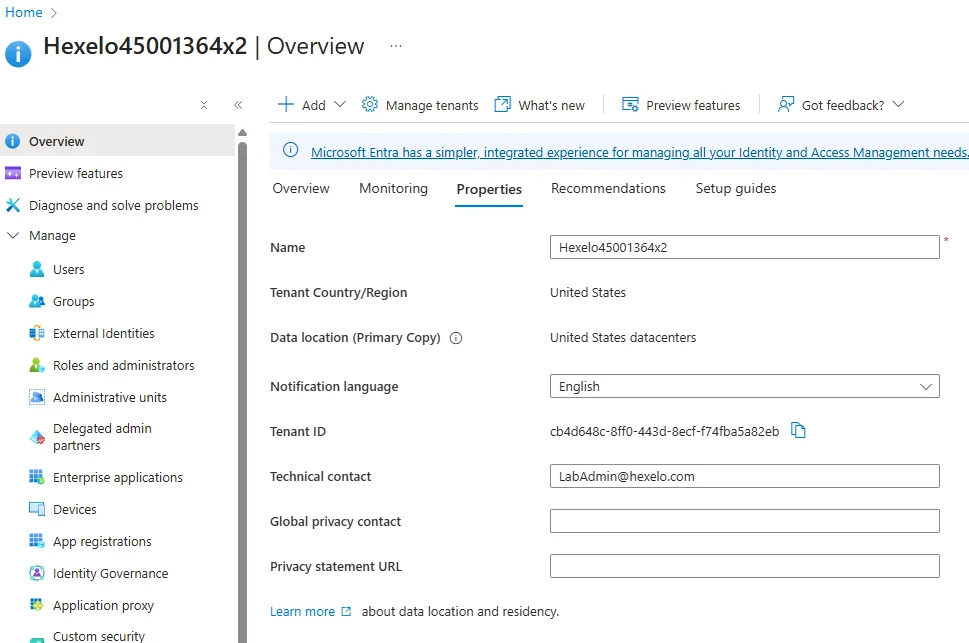 Home
Hexelo45001364x2 | Overview ...
Add Manage tenants What's new Preview features Got feedback?
Overview
Preview features
Diagnose and solve problems
Manage
Users
Groups
External Identities
Roles and administrators
Administrative units
Delegated admin
partners
Enterprise applications
Devices
App registrations
Identity Governance
Application proxy
Custom security
Microsoft Entra has a simpler, integrated experience for managing all your Identity and Access Management needs.
Overview Monitoring Properties Recommendations Setup guides
Name Hexelo45001364x2 *
Tenant Country/Region United States
Data location (Primary Copy) United States datacenters
Notification language English
Tenant ID cb4d648c-8ff0-443d-8ecf-f74fba5a82eb
Technical contact LabAdmin@hexelo.com
Global privacy contact
Privacy statement URL
Learn more about data location and residency.